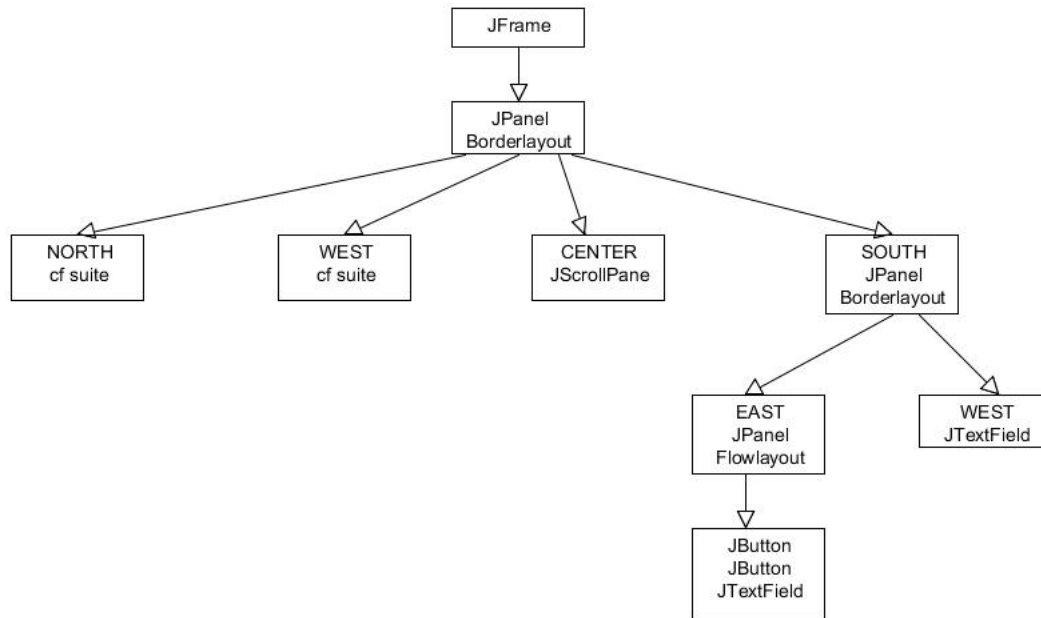 JFrame
JPanel
Borderlayout
NORTH
cf suite
WEST
cf suite
CENTER
JScrollPane
SOUTH
JPanel
Borderlayout
EAST
JPanel
Flowlayout
WEST
JTextField
JButton
JButton
JTextField